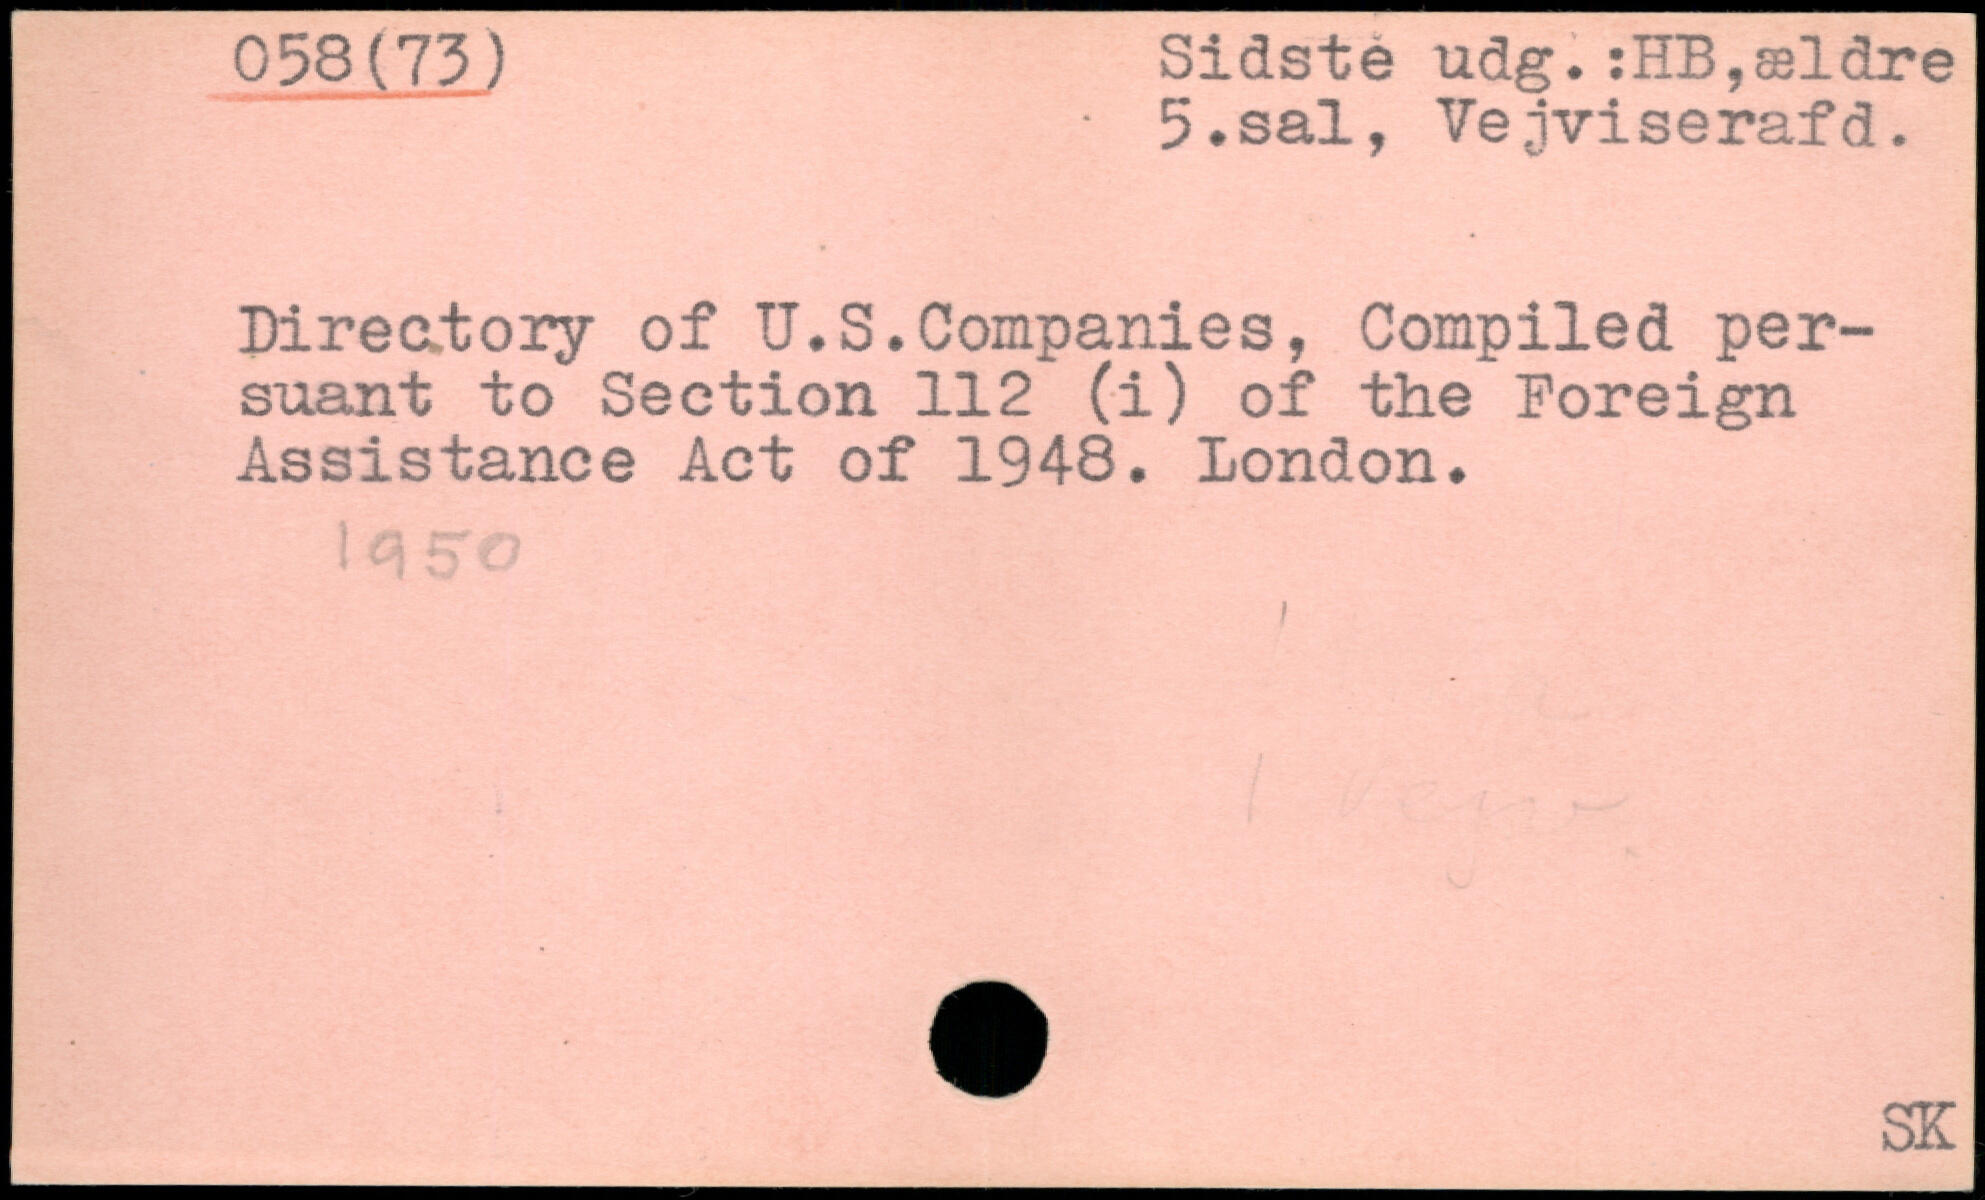 058(73)
Sidste udg.:HB,ældre
5.sal, Vejviserafd.
Directory of U.S.Companies, Compiled per-
suant to Section 112 (i) of the Foreign
Assistance Act of 1948. London.
1950
SK